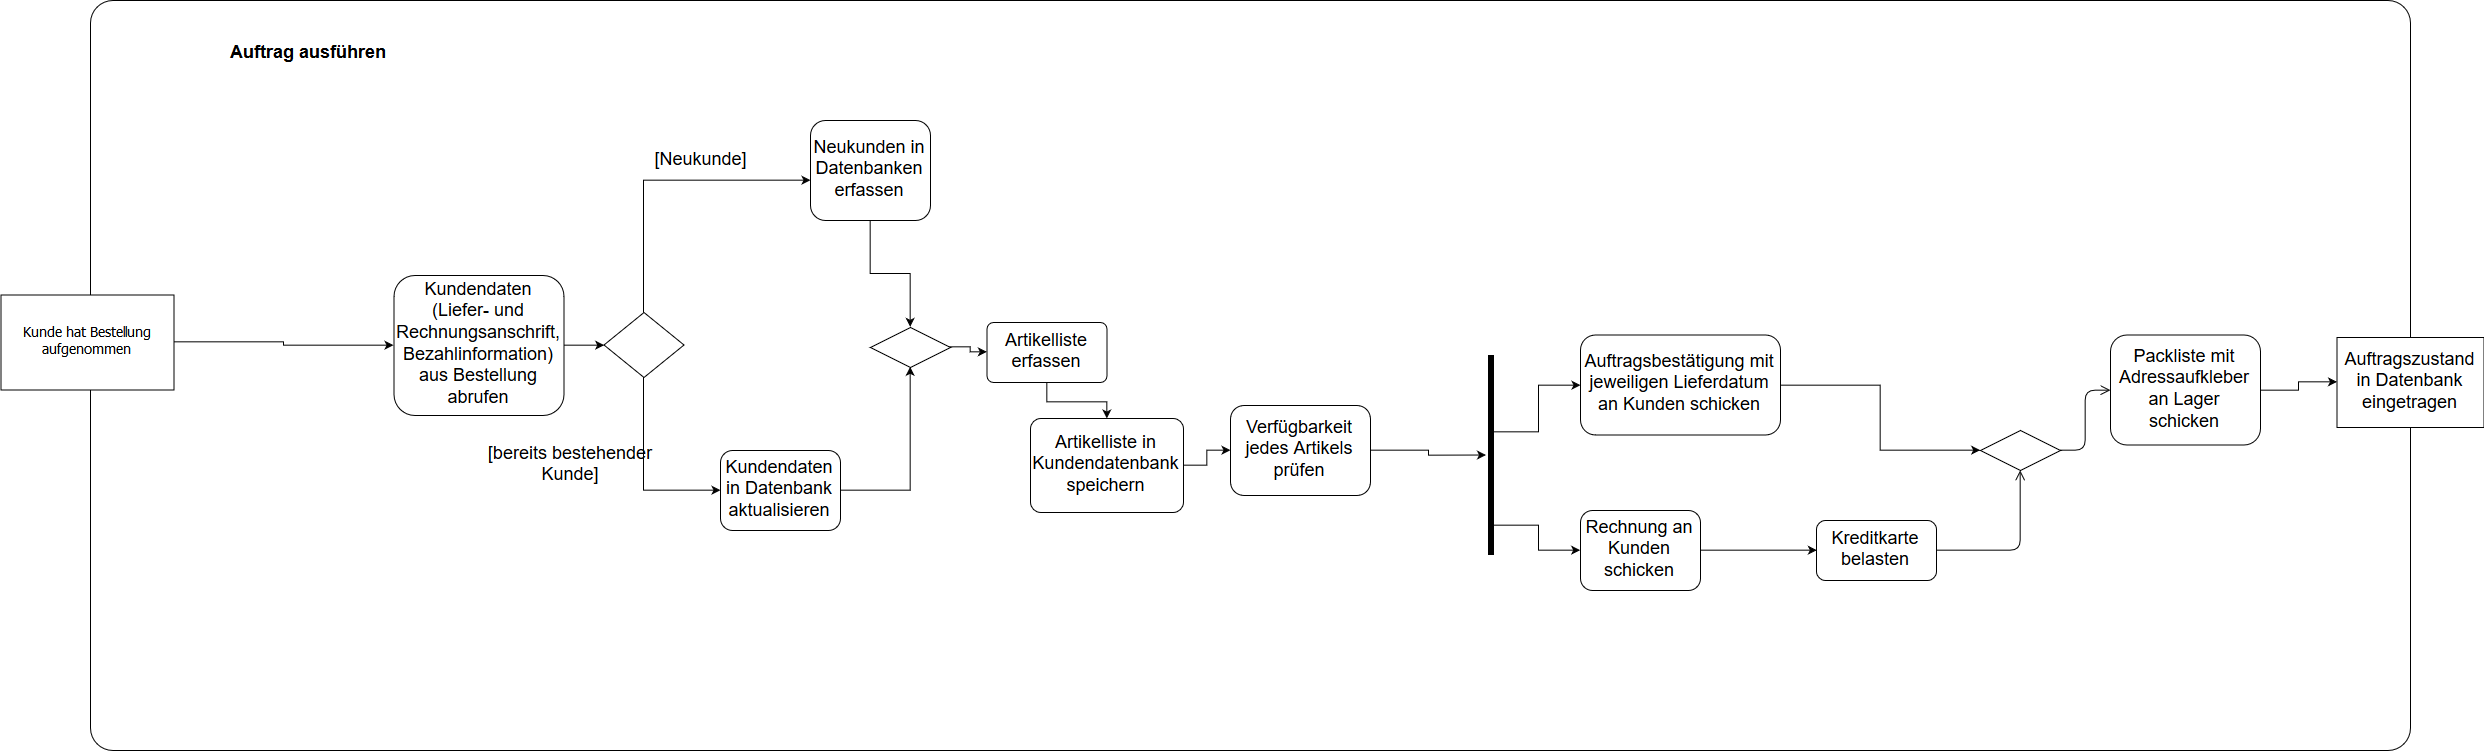 Auftrag ausführen
Kunde hat Bestellung
aufgenommen
Kundendaten
(Liefer- und
Rechnungsanschrift,
Bezahlinformation)
aus Bestellung
abrufen
[Neukunde]
Neukunden in
Datenbanken
erfassen
[bereits bestehender
Kunde]
Kundendaten
in Datenbank
aktualisieren
Artikelliste
erfassen
Artikelliste in
Kundendatenbank
speichern
Verfügbarkeit
jedes Artikels
prüfen
Auftragsbestätigung mit
jeweiligen Lieferdatum
an Kunden schicken
Rechnung an
Kunden
schicken
Kreditkarte
belasten
Packliste mit
Adressaufkleber
an Lager
schicken
Auftragszustand
in Datenbank
eingetragen